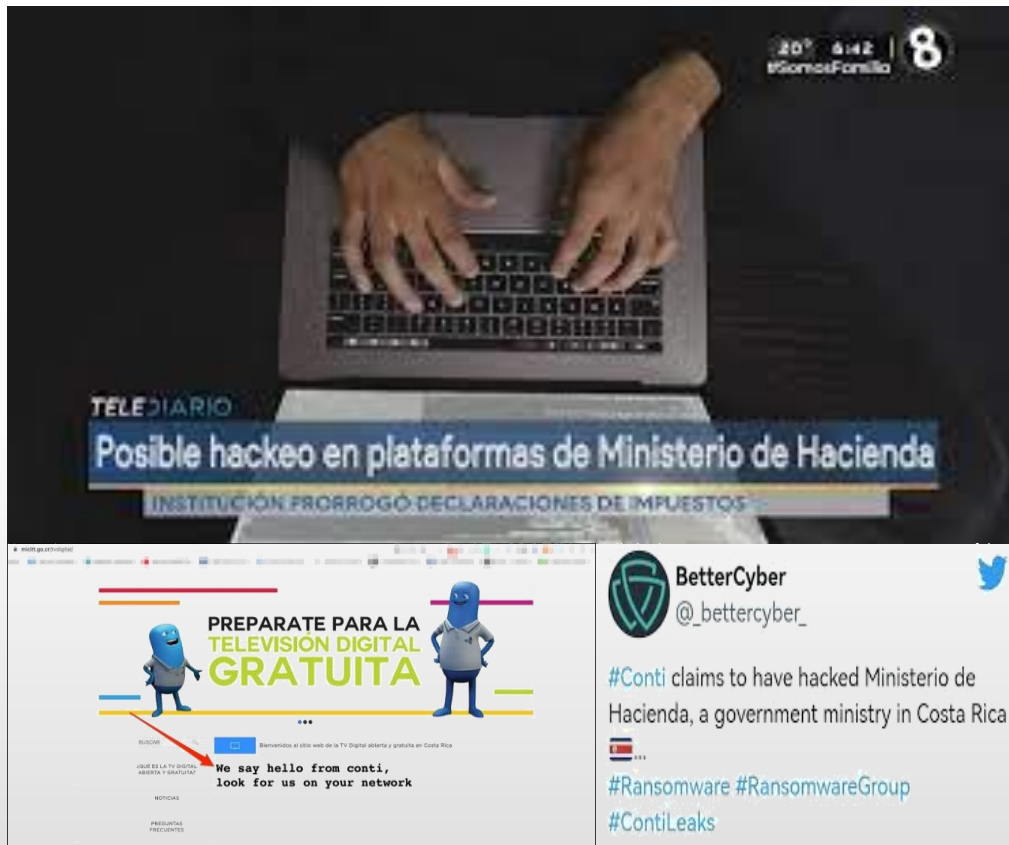 20° 6:42
8
#SomosFamilia
TELEDIARIO
Posible hackeo en plataformas de Ministerio de Hacienda
INSTITUCIÓN PRORROGÓ DECLARACIONES DE IMPUESTOS
micitt.go.cr/tvdigital/
PREPARATE PARA LA
TELEVISIÓN DIGITAL
GRATUITA
BUSCAR
Bienvenidos al sitio web de la TV Digital abierta y gratuita en Costa Rica
¿QUÉ ES LA TV DIGITAL
ABIERTA Y GRATUITA?
We say hello from conti,
look for us on your network
NOTICIAS
PREGUNTAS
FRECUENTES
BetterCyber
@_bettercyber_
#Conti claims to have hacked Ministerio de
Hacienda, a government ministry in Costa Rica
...
#Ransomware #RansomwareGroup
#ContiLeaks